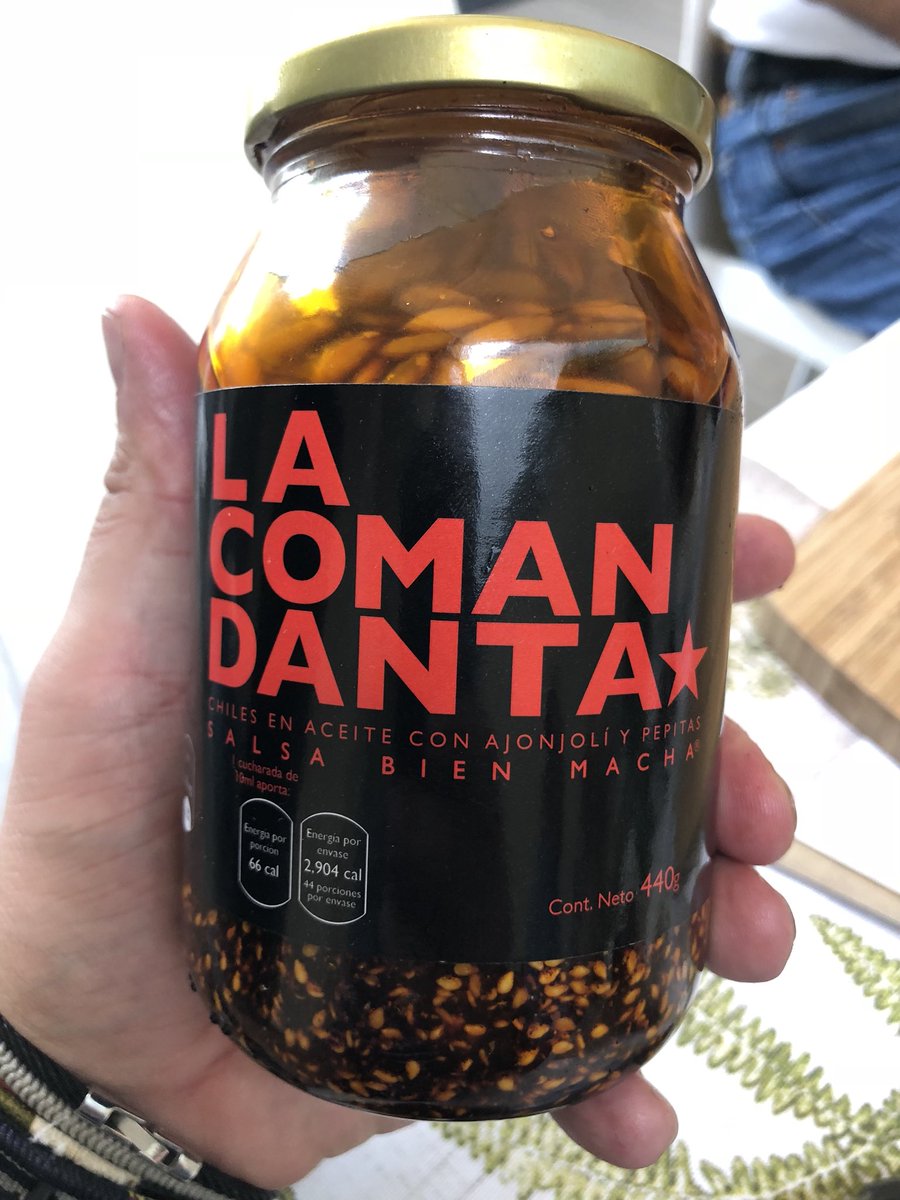 LA
COMAN
DANTA★
CHILES EN ACEITE CON AJONJOLÍ Y PEPITAS
SALSA BIEN MACHA®
1 cucharada de
10ml aporta:
Energía por
porcion
66 cal
Energía por
envase
2,904 cal
44 porciones
por envase
Cont. Neto 440g